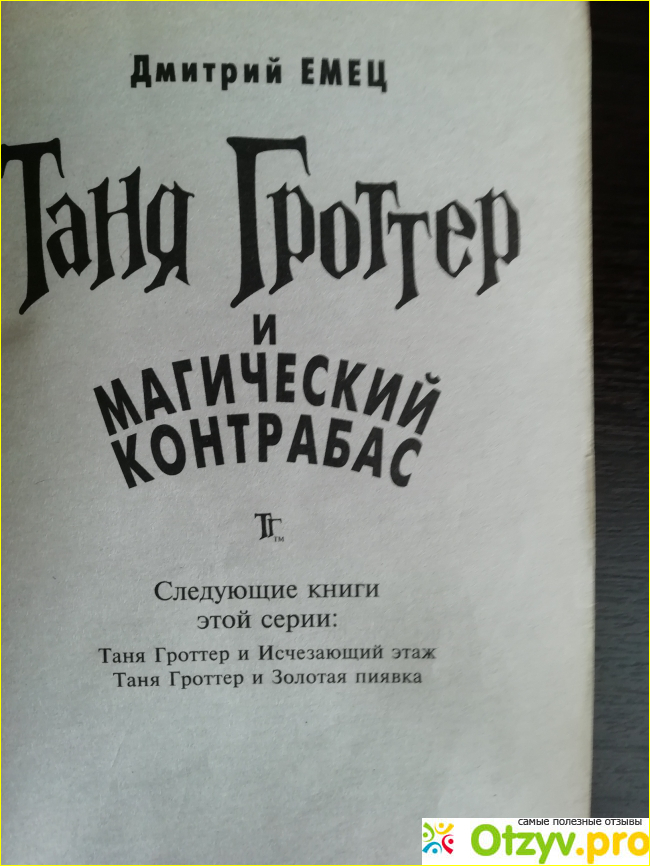 Дмитрий ЕМЕЦ
Таня Гроттер
и
МАГИЧЕСКИЙ
КОНТРАБАС
ТГ™
Следующие книги
этой серии:
Таня Гроттер и Исчезающий этаж
Таня Гроттер и Золотая пиявка
самые полезные отзывы
Otzyv.pro